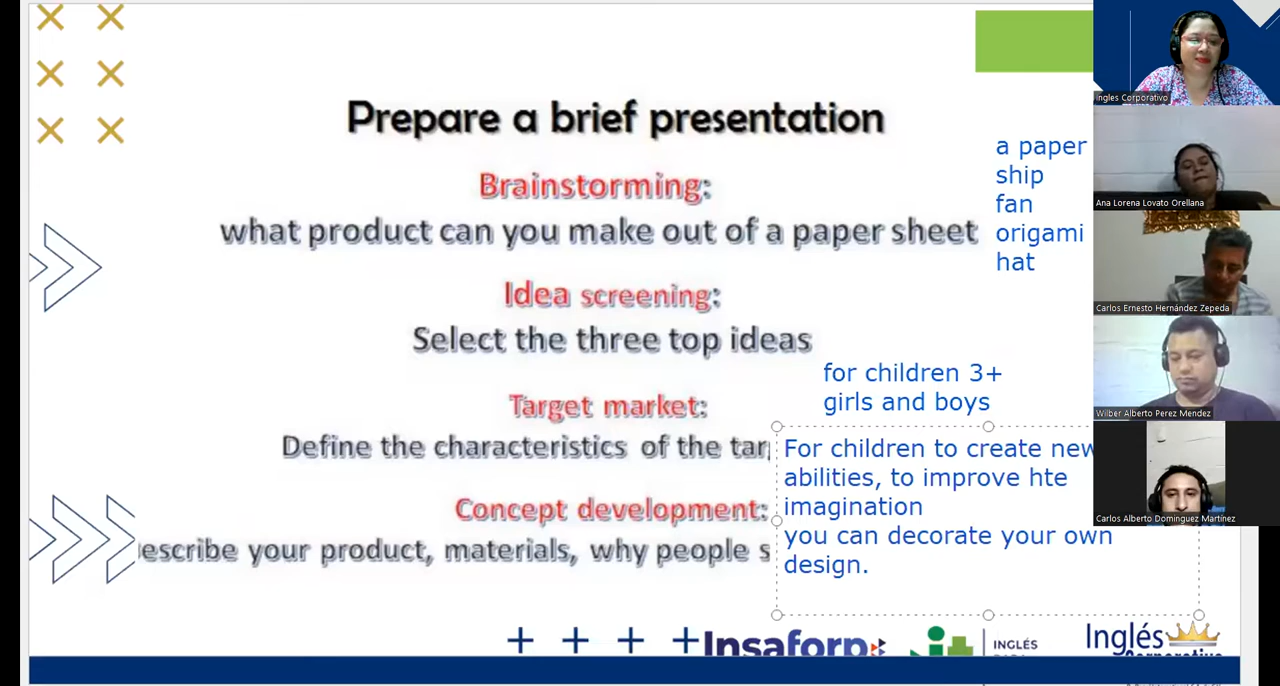 Prepare a brief presentation
Brainstorming:
what product can you make out of a paper sheet
a paper
ship
fan
origami
hat
Idea screening:
Select the three top ideas
for children 3+
girls and boys
Target market:
Define the characteristics of the
For children to create new
abilities, to improve hte
imagination
you can decorate your own
design.
Concept development:
your product, materials, why people
Insaforp
INGLÉS
Inglés
Corporativo
Ingles Corporativo
Ana Lorena Lovato Orellana
Carlos Ernesto Hernández Zepeda
Wilber Alberto Perez Mendez
Carlos Alberto Dominguez Martínez